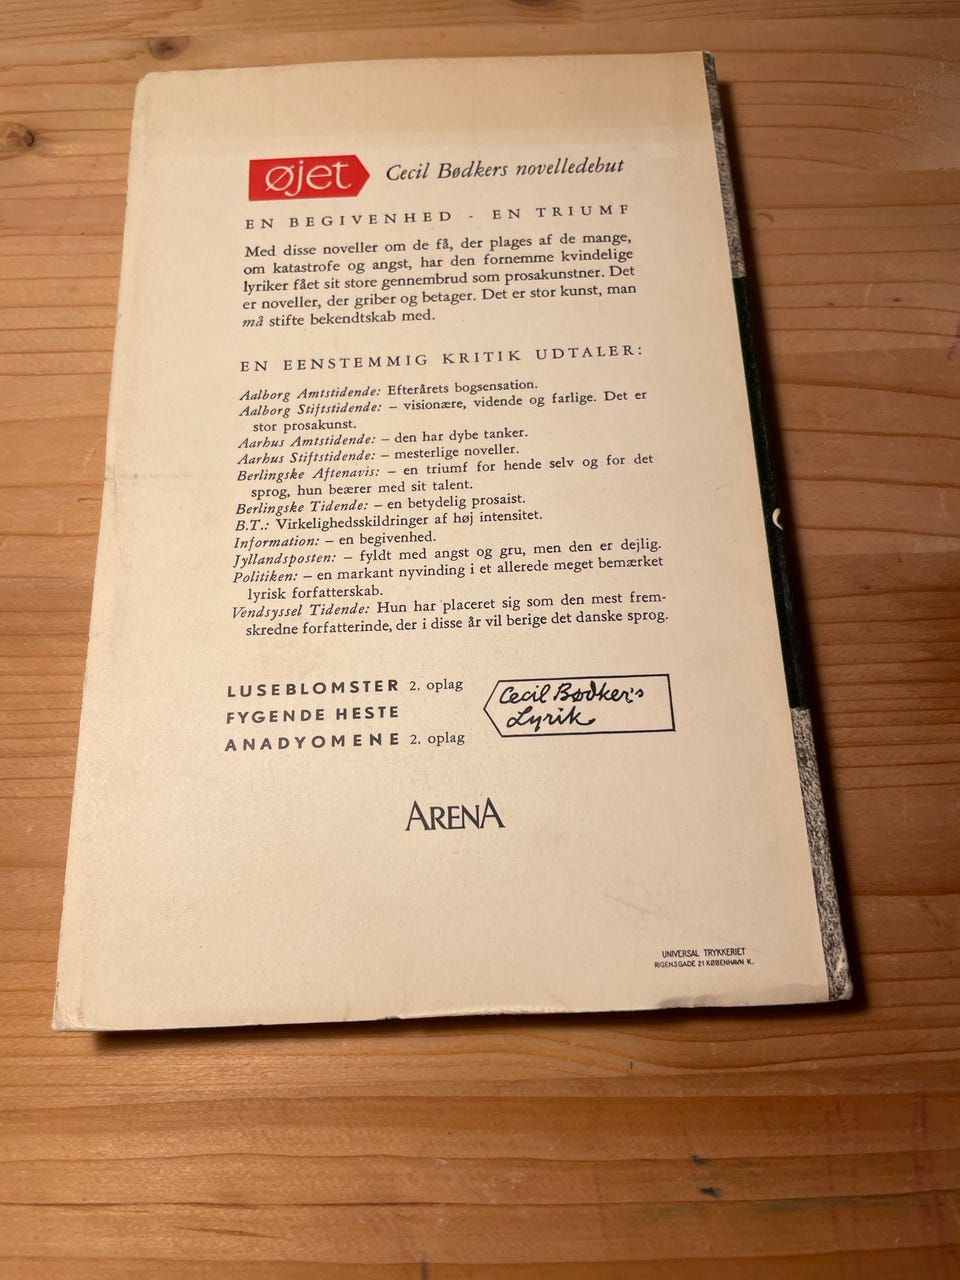 øjet Cecil Bødkers novelledebut
EN BEGIVENHED - EN TRIUMF
Med disse noveller om de få, der plages af de mange,
om katastrofe og angst, har den fornemme kvindelige
lyriker fået sit store gennembrud som prosakunstner. Det
er noveller, der griber og betager. Det er stor kunst, man
må stifte bekendtskab med.
EN EENSTEMMIG KRITIK UDTALER:
Aalborg Amtstidende: Efterårets bogsensation.
Aalborg Stiftstidende: – visionære, vidende og farlige. Det er
stor prosakunst.
Aarhus Amtstidende: – den har dybe tanker.
Aarhus Stiftstidende: – mesterlige noveller.
Berlingske Aftenavis: – en triumf for hende selv og for det
sprog, hun beærer med sit talent.
Berlingske Tidende: – en betydelig prosaist.
B.T.: Virkelighedsskildringer af høj intensitet.
Information: – en begivenhed.
Jyllandsposten: – fyldt med angst og gru, men den er dejlig.
Politiken: – en markant nyvinding i et allerede meget bemærket
lyrisk forfatterskab.
Vendsyssel Tidende: Hun har placeret sig som den mest frem-
skredne forfatterinde, der i disse år vil berige det danske sprog.
LUSEBLOMSTER 2. oplag
FYGENDE HESTE
ANADYOMENE 2. oplag
Cecil Bødker's
Lyrik
ARENA
UNIVERSAL TRYKKERIET
RIGENSGADE 21 KØBENHAVN K.